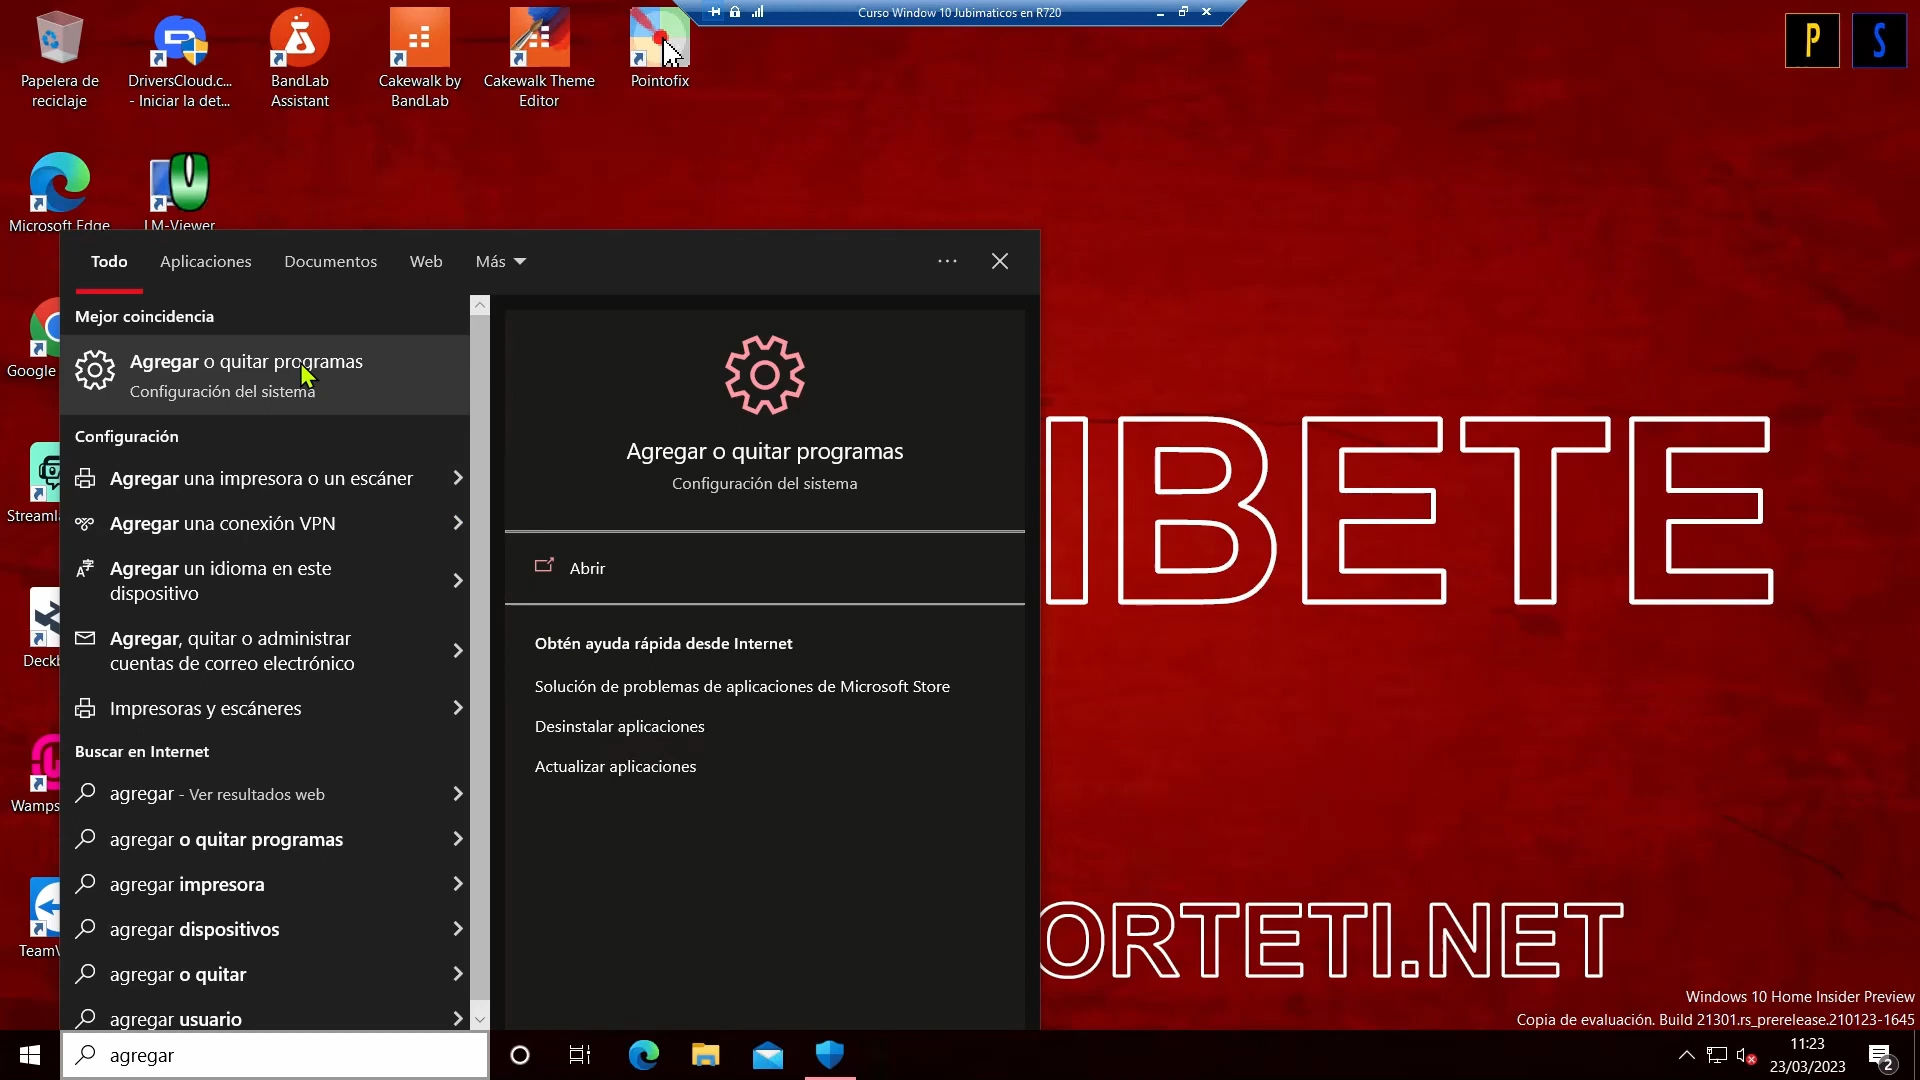 Curso Window 10 Jubimaticos en R720
P
S
Papelera de
reciclaje
DriversCloud.c...
- Iniciar la det...
BandLab
Assistant
Cakewalk by
BandLab
Cakewalk Theme
Editor
Pointofix
Microsoft Edge
LM-Viewer
Google
Streaml
Deckb
Wamps
TeamV
Todo
Aplicaciones
Documentos
Web
Más
Mejor coincidencia
Agregar o quitar programas
Configuración del sistema
Configuración
Agregar una impresora o un escáner
Agregar una conexión VPN
Agregar un idioma en este
dispositivo
Agregar, quitar o administrar
cuentas de correo electrónico
Impresoras y escáneres
Buscar en Internet
agregar - Ver resultados web
agregar o quitar programas
agregar impresora
agregar dispositivos
agregar o quitar
agregar usuario
agregar
Agregar o quitar programas
Configuración del sistema
Abrir
Obtén ayuda rápida desde Internet
Solución de problemas de aplicaciones de Microsoft Store
Desinstalar aplicaciones
Actualizar aplicaciones
IBETE
ORTETI.NET
Windows 10 Home Insider Preview
Copia de evaluación. Build 21301.rs_prerelease.210123-1645
11:23
23/03/2023
2